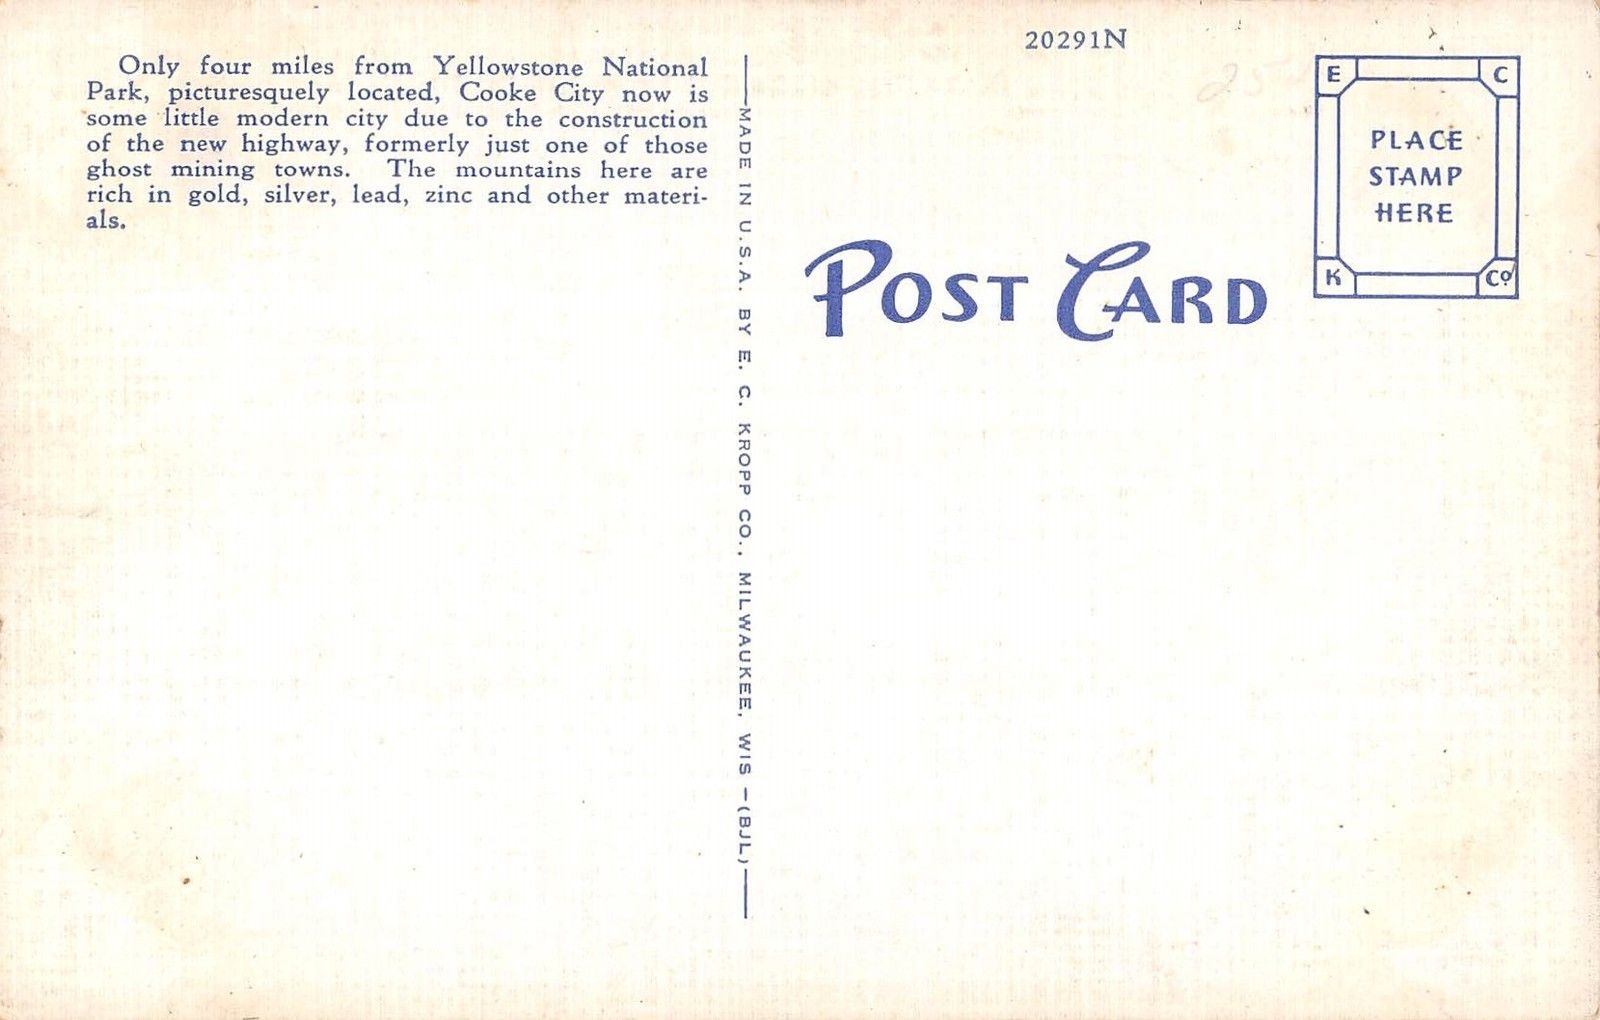 Only four miles from Yellowstone National
Park, picturesquely located, Cooke City now is
some little modern city due to the construction
of the new highway, formerly just one of those
ghost mining towns. The mountains here are
rich in gold, silver, lead, zinc and other materi-
als.
MADE IN U.S.A. BY E. C. KROPP CO., MILWAUKEE, WIS —(BJL)
20291N
25
POST CARD
E C
PLACE
STAMP
HERE
K Co